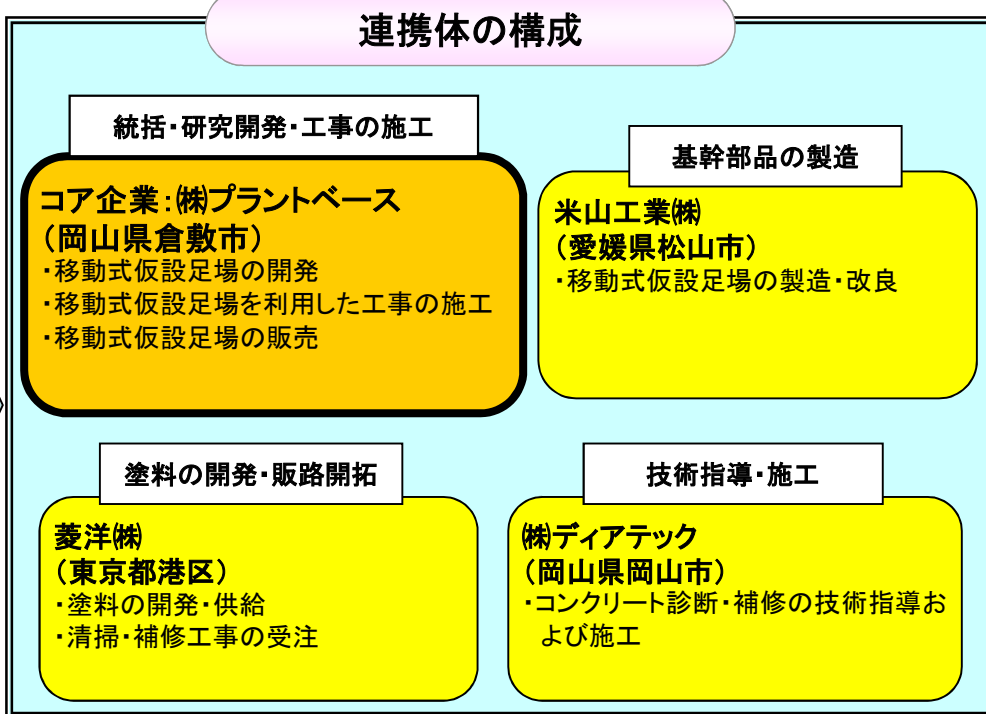 連携体の構成
統括・研究開発・工事の施工
コア企業：㈱プラントベース
（岡山県倉敷市）
・移動式仮設足場の開発
・移動式仮設足場を利用した工事の施工
・移動式仮設足場の販売
基幹部品の製造
米山工業㈱
（愛媛県松山市）
・移動式仮設足場の製造・改良
塗料の開発・販路開拓
菱洋㈱
（東京都港区）
・塗料の開発・供給
・清掃・補修工事の受注
技術指導・施工
㈱ディアテック
（岡山県岡山市）
・コンクリート診断・補修の技術指導お
よび施工